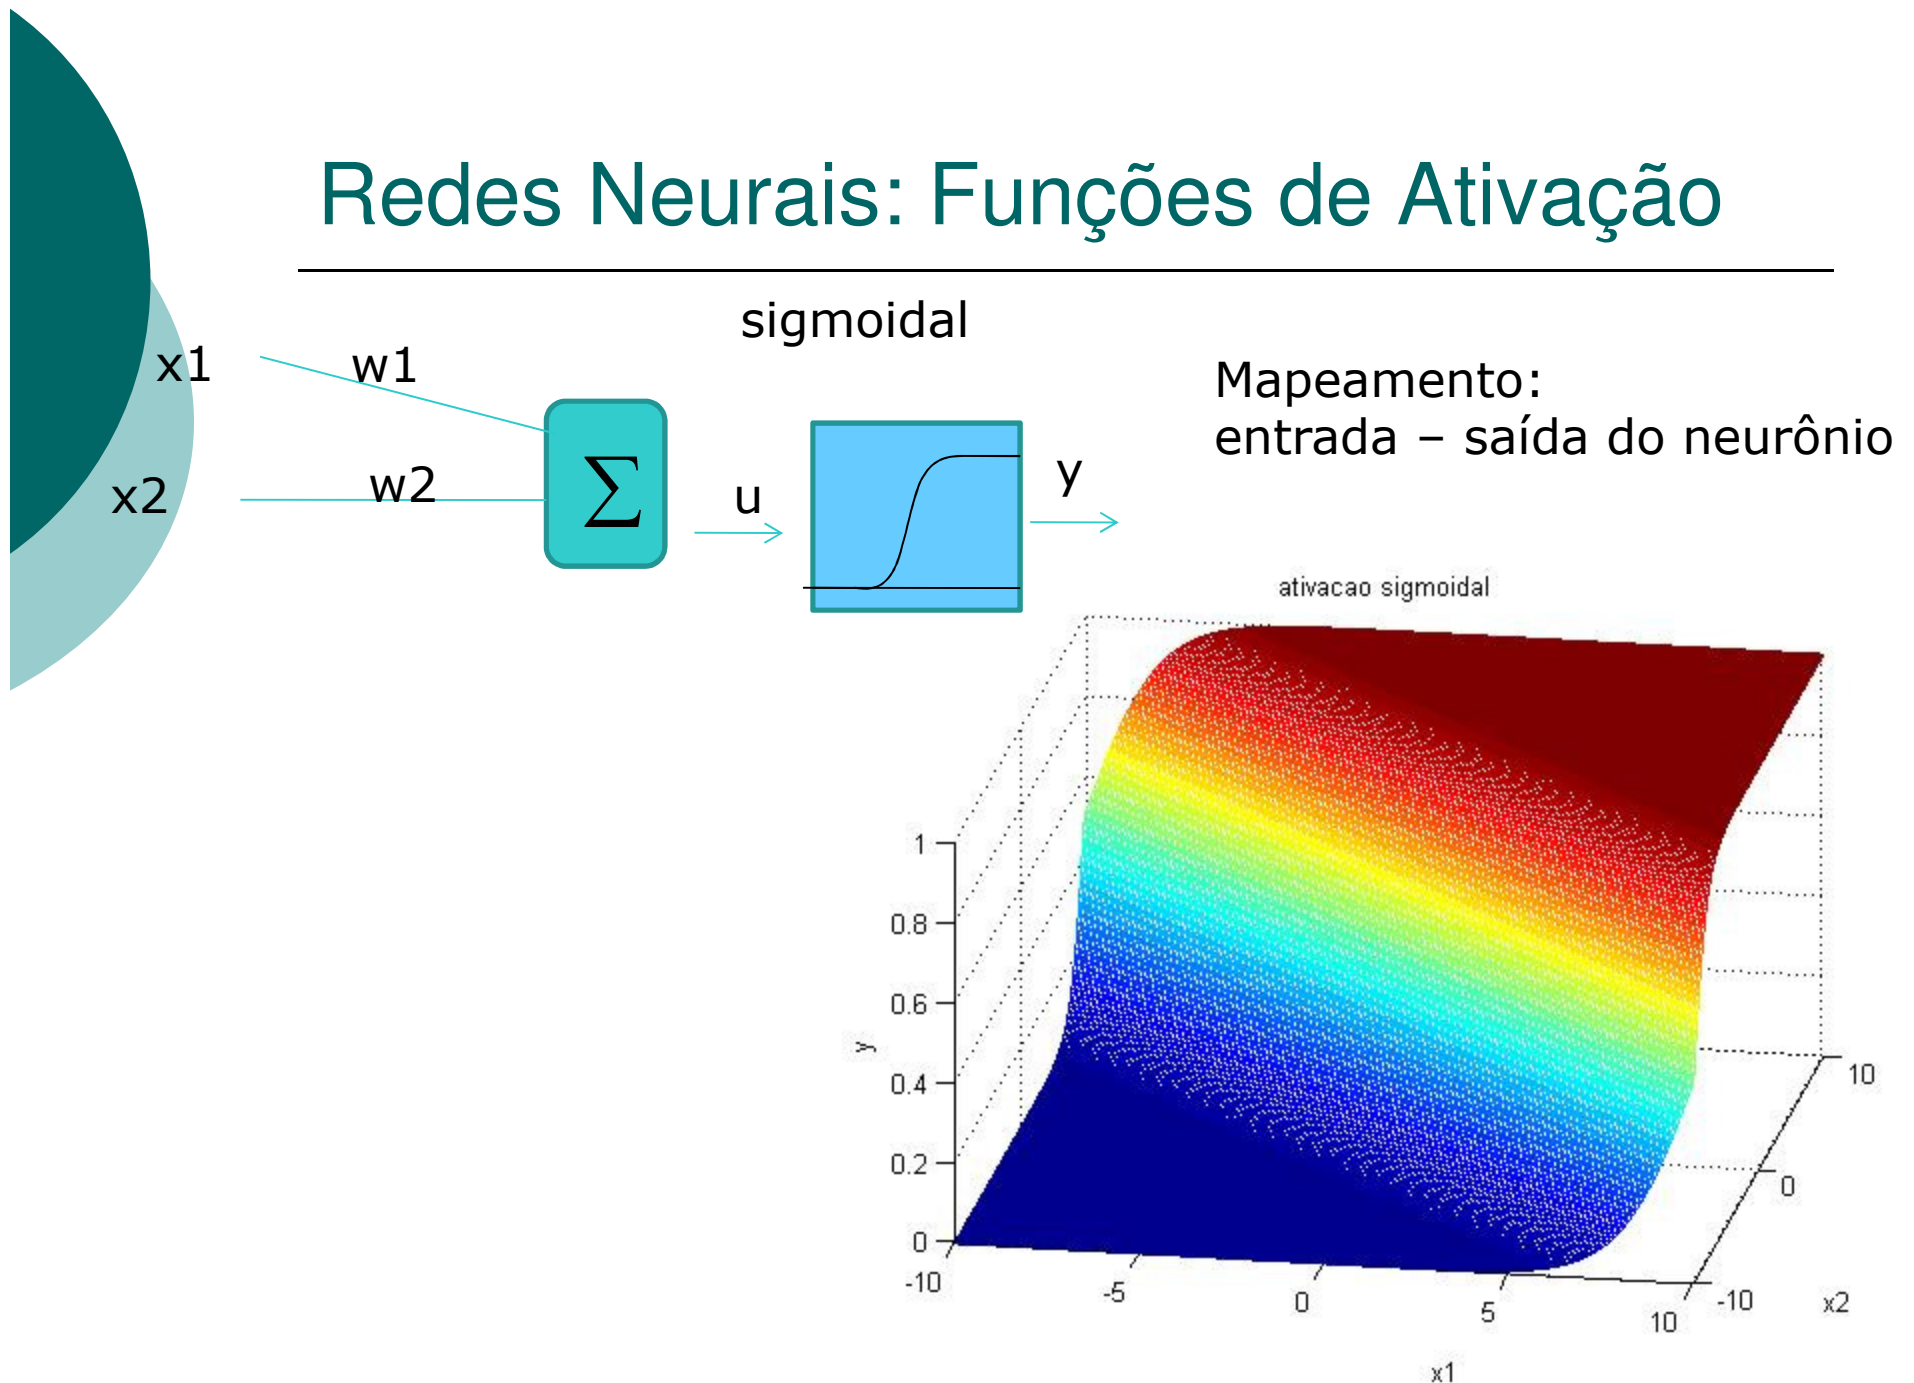 Redes Neurais: Funções de Ativação
sigmoidal
x1
w1
Mapeamento:
entrada – saída do neurônio
x2
w2
∑
u
y
ativacao sigmoidal
1
0.8
0.6
0.4
0.2
0
y
-10
-5
0
5
10
x1
-10
0
10
x2